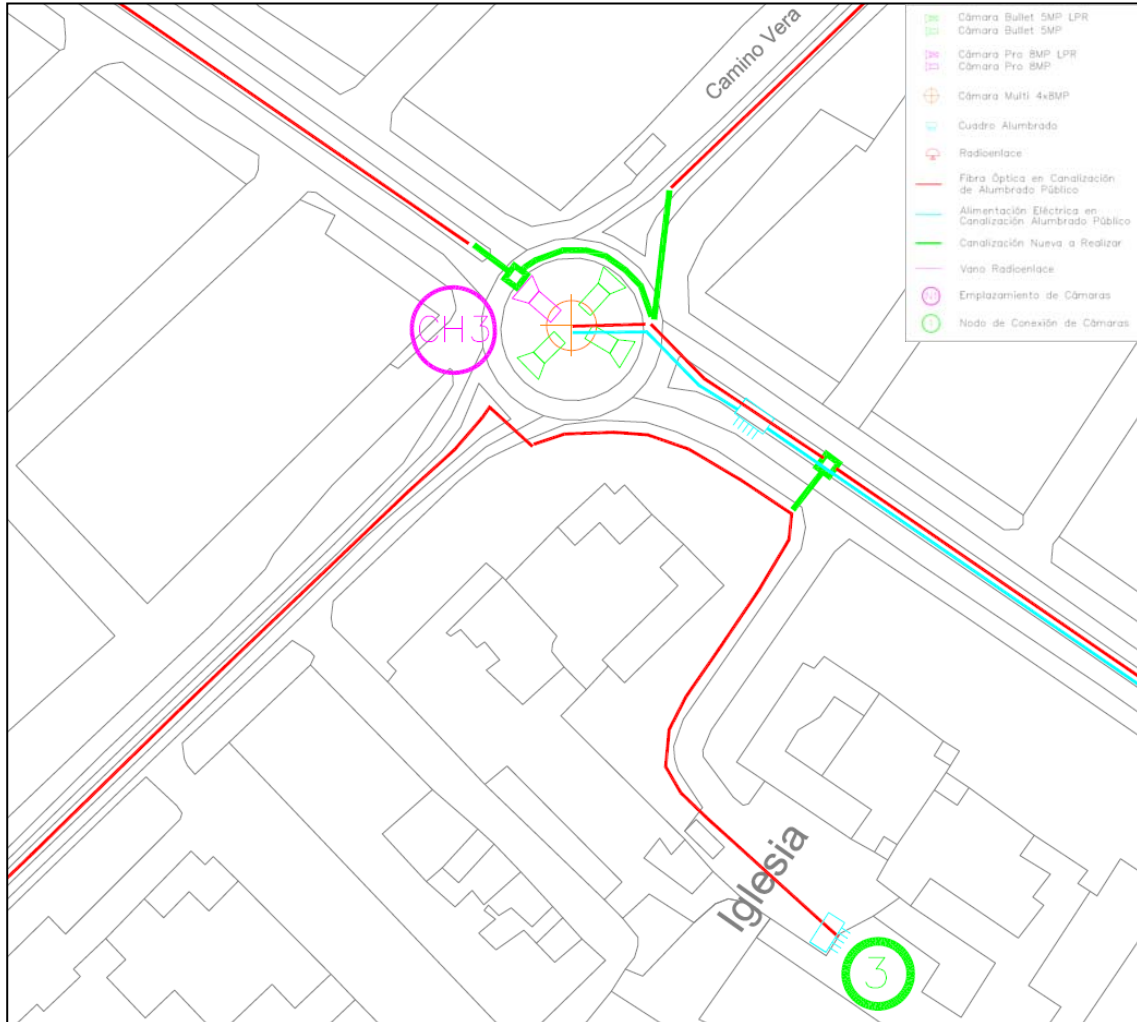 Camino Vera
Cámara Bullet 5MP LPR
Cámara Bullet 5MP
Cámara Pro 8MP LPR
Cámara Pro 8MP
Cámara Multi 4x8MP
Cuadro Alumbrado
Radioenlace
Fibra Óptica en Canalización
de Alumbrado Público
Alimentación Eléctrica en
Canalización Alumbrado Público
Canalización Nueva a Realizar
Vano Radioenlace
N1 Emplazamiento de Cámaras
1 Nodo de Conexión de Cámaras
CH3
Iglesia
3